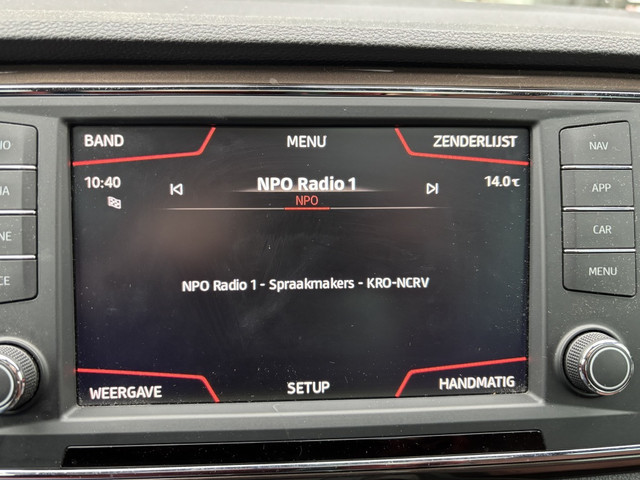 BAND MENU ZENDERLIJST
10:40 NPO Radio 1 14.0°C
NPO
NPO Radio 1 - Spraakmakers - KRO-NCRV
WEERGAVE SETUP HANDMATIG
NAV
APP
CAR
MENU